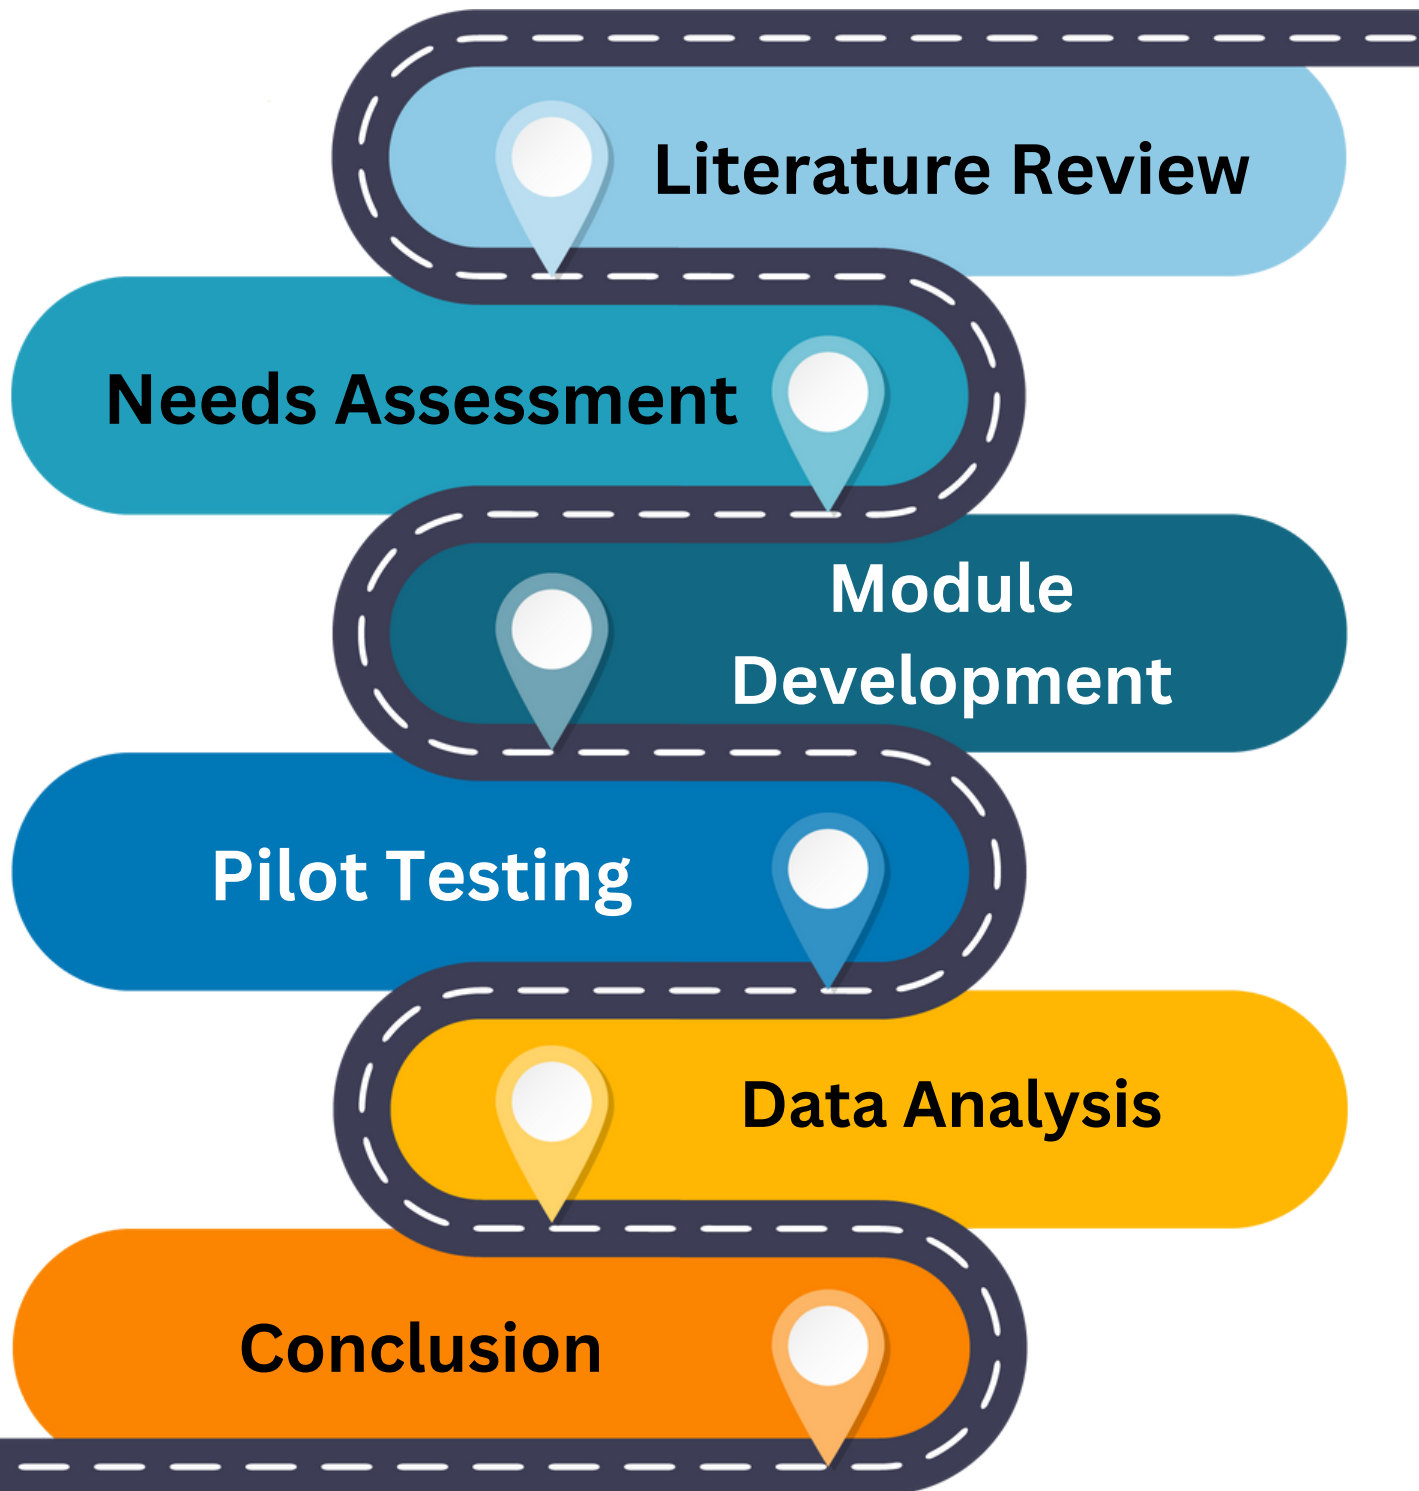 Literature Review
Needs Assessment
Module
Development
Pilot Testing
Data Analysis
Conclusion